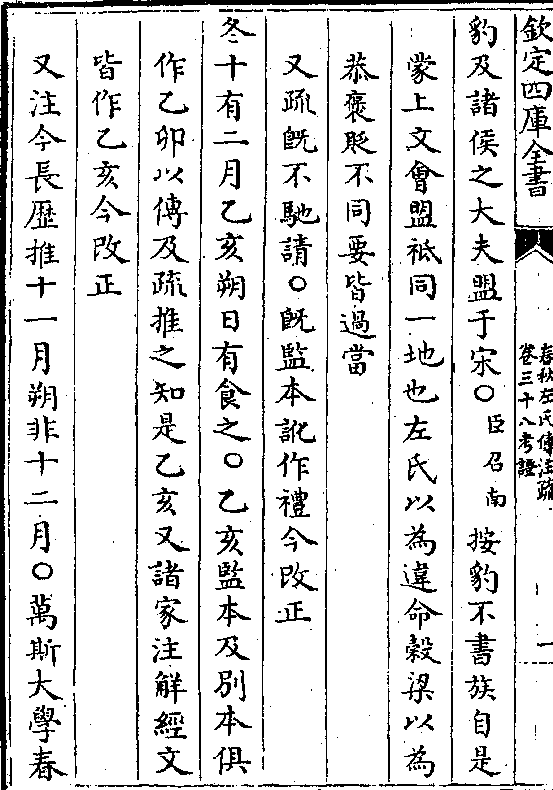 欽定四庫全書
春秋左氏傳注疏
卷三十八考證
一
豹及諸侯之大夫盟于宋○臣召南按豹不書族自是
蒙上文會盟祇同一地也左氏以為違命穀梁以為
恭褒貶不同要皆過當
又疏旣不馳請○旣監本訛作禮今改正
冬十有二月乙亥朔日有食之○乙亥監本及別本俱
作乙卯以傳及疏推之知是乙亥又諸家注解經文
皆作乙亥今改正
又注今長歷推十一月朔非十二月○萬斯大學春